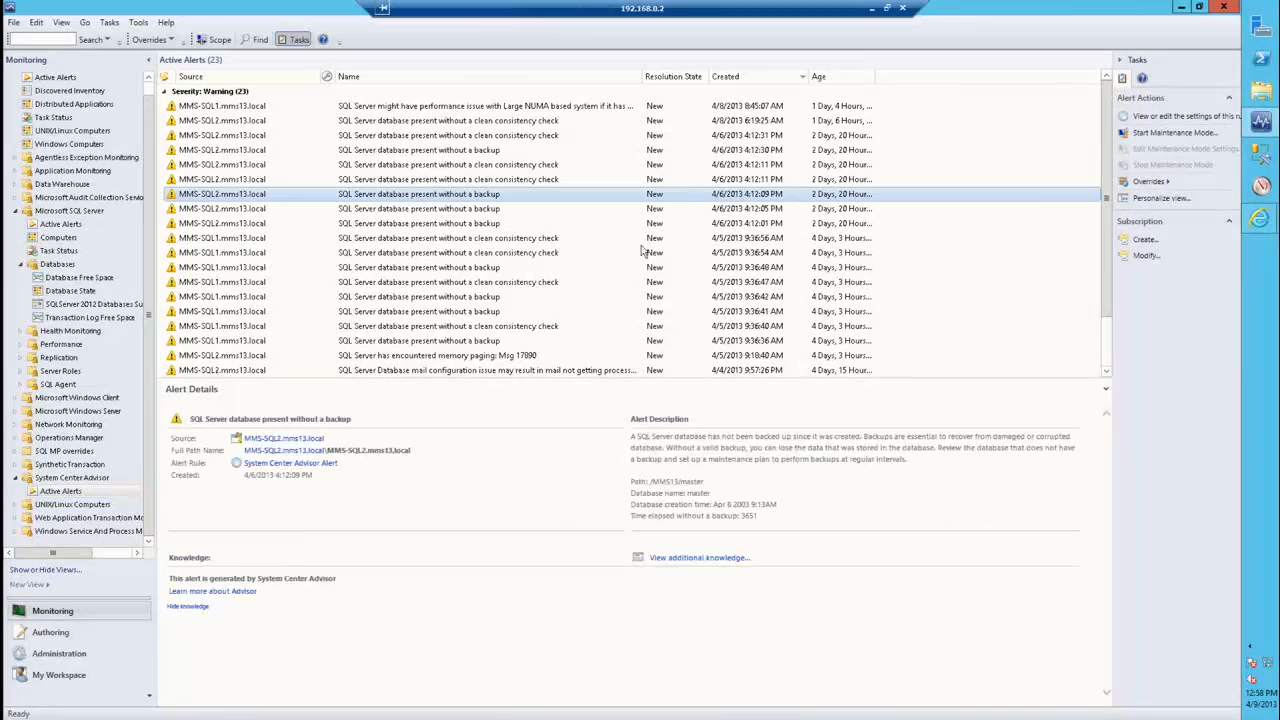 192.168.0.2
File Edit View Go Tasks Tools Help
Search Overrides Scope Find Tasks
Monitoring
Active Alerts
Discovered Inventory
Distributed Applications
Task Status
UNIX/Linux Computers
Windows Computers
Agentless Exception Monitoring
Application Monitoring
Data Warehouse
Microsoft Audit Collection Servic
Microsoft SQL Server
Active Alerts
Computers
Task Status
Databases
Database Free Space
Database State
SQLServer 2012 Databases Su
Transaction Log Free Space
Health Monitoring
Performance
Replication
Server Roles
SQL Agent
Microsoft Windows Client
Microsoft Windows Server
Network Monitoring
Operations Manager
SQL MP overrides
Synthetic Transaction
System Center Advisor
Active Alerts
UNIX/Linux Computers
Web Application Transaction Mo
Windows Service And Process M
Show or Hide Views...
New View
Monitoring
Authoring
Administration
My Workspace
Ready
Active Alerts (23)
Source Name Resolution State Created Age
Severity: Warning (23)
MMS-SQL1.mms13.local SQL Server might have performance issue with Large NUMA based system if it has ... New 4/8/2013 8:45:07 AM 1 Day, 4 Hours, ...
MMS-SQL2.mms13.local SQL Server database present without a clean consistency check New 4/8/2013 6:19:25 AM 1 Day, 6 Hours, ...
MMS-SQL2.mms13.local SQL Server database present without a clean consistency check New 4/6/2013 4:12:31 PM 2 Days, 20 Hour...
MMS-SQL2.mms13.local SQL Server database present without a backup New 4/6/2013 4:12:30 PM 2 Days, 20 Hour...
MMS-SQL2.mms13.local SQL Server database present without a clean consistency check New 4/6/2013 4:12:11 PM 2 Days, 20 Hour...
MMS-SQL2.mms13.local SQL Server database present without a clean consistency check New 4/6/2013 4:12:11 PM 2 Days, 20 Hour...
MMS-SQL2.mms13.local SQL Server database present without a backup New 4/6/2013 4:12:09 PM 2 Days, 20 Hour...
MMS-SQL2.mms13.local SQL Server database present without a backup New 4/6/2013 4:12:05 PM 2 Days, 20 Hour...
MMS-SQL2.mms13.local SQL Server database present without a backup New 4/6/2013 4:12:01 PM 2 Days, 20 Hour...
MMS-SQL1.mms13.local SQL Server database present without a clean consistency check New 4/5/2013 9:36:56 AM 4 Days, 3 Hours...
MMS-SQL1.mms13.local SQL Server database present without a clean consistency check New 4/5/2013 9:36:54 AM 4 Days, 3 Hours...
MMS-SQL1.mms13.local SQL Server database present without a backup New 4/5/2013 9:36:48 AM 4 Days, 3 Hours...
MMS-SQL1.mms13.local SQL Server database present without a clean consistency check New 4/5/2013 9:36:47 AM 4 Days, 3 Hours...
MMS-SQL1.mms13.local SQL Server database present without a backup New 4/5/2013 9:36:42 AM 4 Days, 3 Hours...
MMS-SQL1.mms13.local SQL Server database present without a backup New 4/5/2013 9:36:41 AM 4 Days, 3 Hours...
MMS-SQL1.mms13.local SQL Server database present without a clean consistency check New 4/5/2013 9:36:40 AM 4 Days, 3 Hours...
MMS-SQL1.mms13.local SQL Server database present without a backup New 4/5/2013 9:36:36 AM 4 Days, 3 Hours...
MMS-SQL2.mms13.local SQL Server has encountered memory paging: Msg 17890 New 4/5/2013 9:18:40 AM 4 Days, 3 Hours...
MMS-SQL2.mms13.local SQL Server Database mail configuration issue may result in mail not getting process... New 4/4/2013 9:57:26 PM 4 Days, 15 Hour...
Alert Details
SQL Server database present without a backup
Source: MMS-SQL2.mms13.local
Full Path Name: MMS-SQL2.mms13.local\MMS-SQL2.mms13.local
Alert Rule: System Center Advisor Alert
Created: 4/6/2013 4:12:09 PM
Alert Description
A SQL Server database has not been backed up since it was created. Backups are essential to recover from damaged or corrupted
database. Without a valid backup, you can lose the data that was stored in the database. Review the database that does not
have a backup and set up a maintenance plan to perform backups at regular intervals.
Path: /MMS13/master
Database name: master
Database creation time: Apr 8 2003 9:13AM
Time elapsed without a backup: 3651
Knowledge:
View additional knowledge...
This alert is generated by System Center Advisor
Learn more about Advisor
Hide knowledge
Tasks
Alert Actions
View or edit the settings of this ru
Start Maintenance Mode...
Edit Maintenance Mode Settings.
Stop Maintenance Mode
Overrides
Personalize view...
Subscription
Create...
Modify...
12:58 PM
4/9/2013